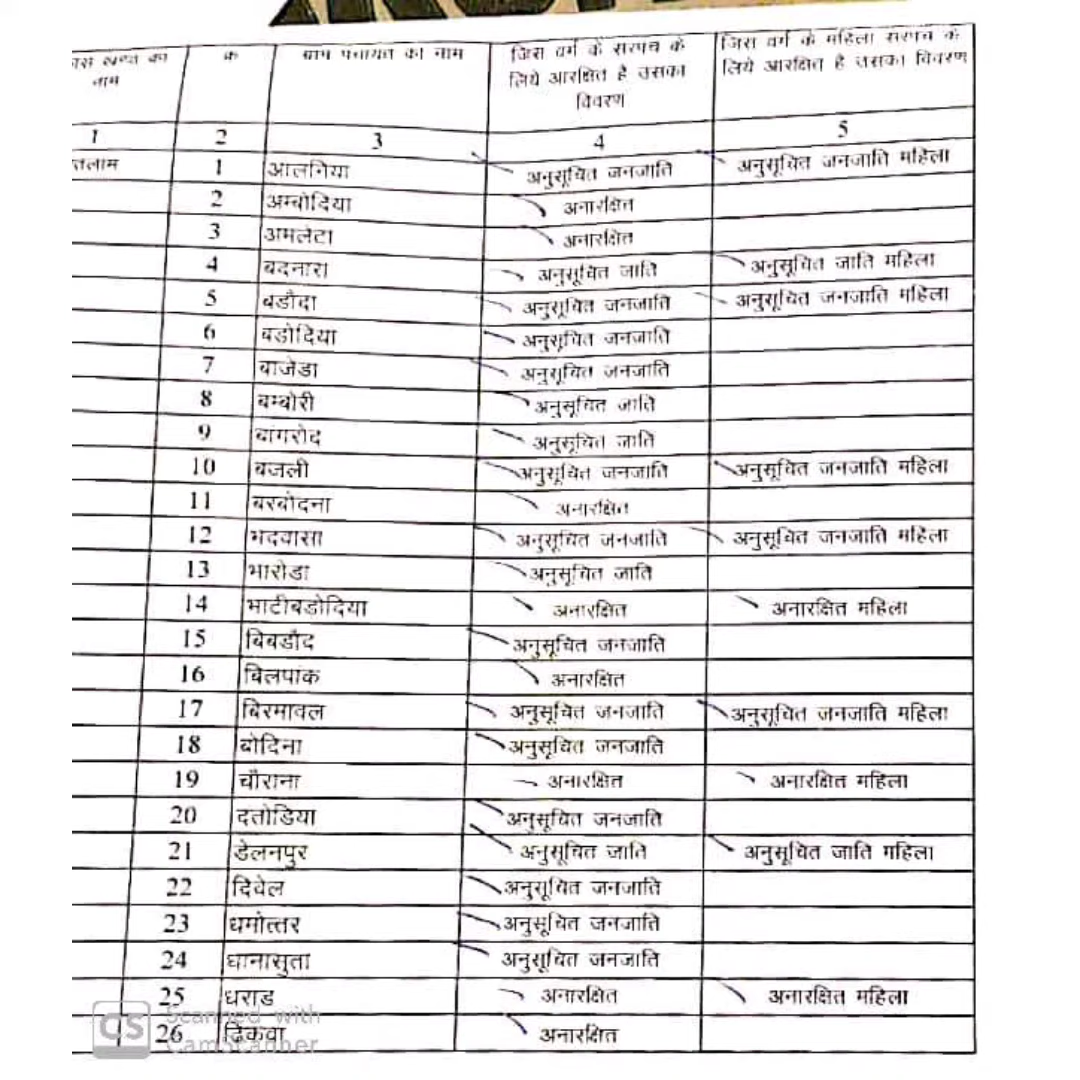 नाम
क्र
ग्राम पंचायत का नाम
जिस वर्ग के सरपंच के
लिये आरक्षित है उसका
विवरण
जिस वर्ग के महिला सरपंच के
लिये आरक्षित है उसका विवरण
1 2 3 4 5
तलाम 1 आलनिया अनुसूचित जनजाति अनुसूचित जनजाति महिला
2 अम्बोदिया अनारक्षित
3 अमलेटा अनारक्षित
4 बदनारा अनुसूचित जाति अनुसूचित जाति महिला
5 बडौदा अनुसूचित जनजाति अनुसूचित जनजाति महिला
6 बडोदिया अनुसूचित जनजाति
7 बाजेडा अनुसूचित जनजाति
8 बम्बोरी अनुसूचित जाति
9 बागरोद अनुसूचित जाति
10 बजली अनुसूचित जनजाति अनुसूचित जनजाति महिला
11 बरबोदना अनारक्षित
12 भदवासा अनुसूचित जनजाति अनुसूचित जनजाति महिला
13 भारोडा अनुसूचित जाति
14 भाटीबडोदिया अनारक्षित अनारक्षित महिला
15 बिबडौद अनुसूचित जनजाति
16 बिलपांक अनारक्षित
17 बिरमावल अनुसूचित जनजाति अनुसूचित जनजाति महिला
18 बोदिना अनुसूचित जनजाति
19 चौराना अनारक्षित अनारक्षित महिला
20 दतोडिया अनुसूचित जनजाति
21 डेलनपुर अनुसूचित जाति अनुसूचित जाति महिला
22 दिवेल अनुसूचित जनजाति
23 धमोत्तर अनुसूचित जनजाति
24 धानासुता अनुसूचित जनजाति
25 धराड अनारक्षित अनारक्षित महिला
26 ढिकवा अनारक्षित
CS Scanned with
CamScanner